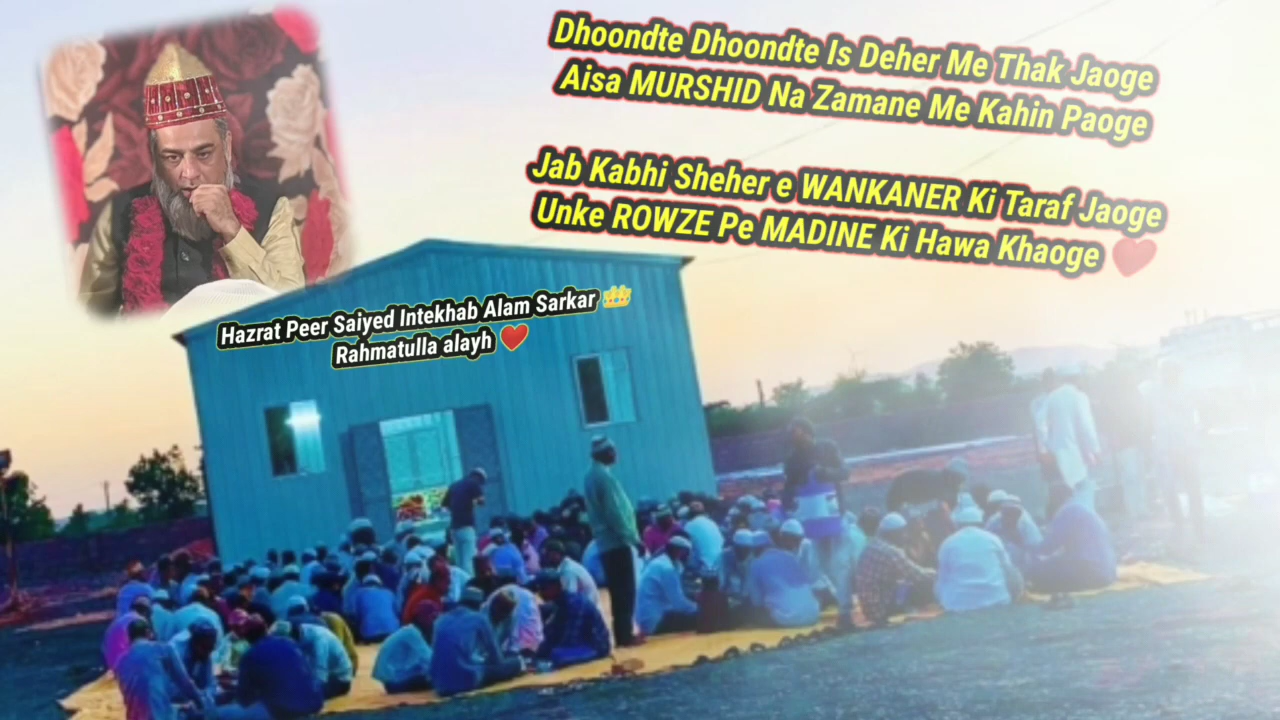 Dhoondte Dhoondte Is Deher Me Thak Jaoge
Aisa MURSHID Na Zamane Me Kahin Paoge
Jab Kabhi Sheher e WANKANER Ki Taraf Jaoge
Unke ROWZE Pe MADINE Ki Hawa Khaoge ❤️
Hazrat Peer Saiyed Intekhab Alam Sarkar 👑
Rahmatulla alayh ❤️